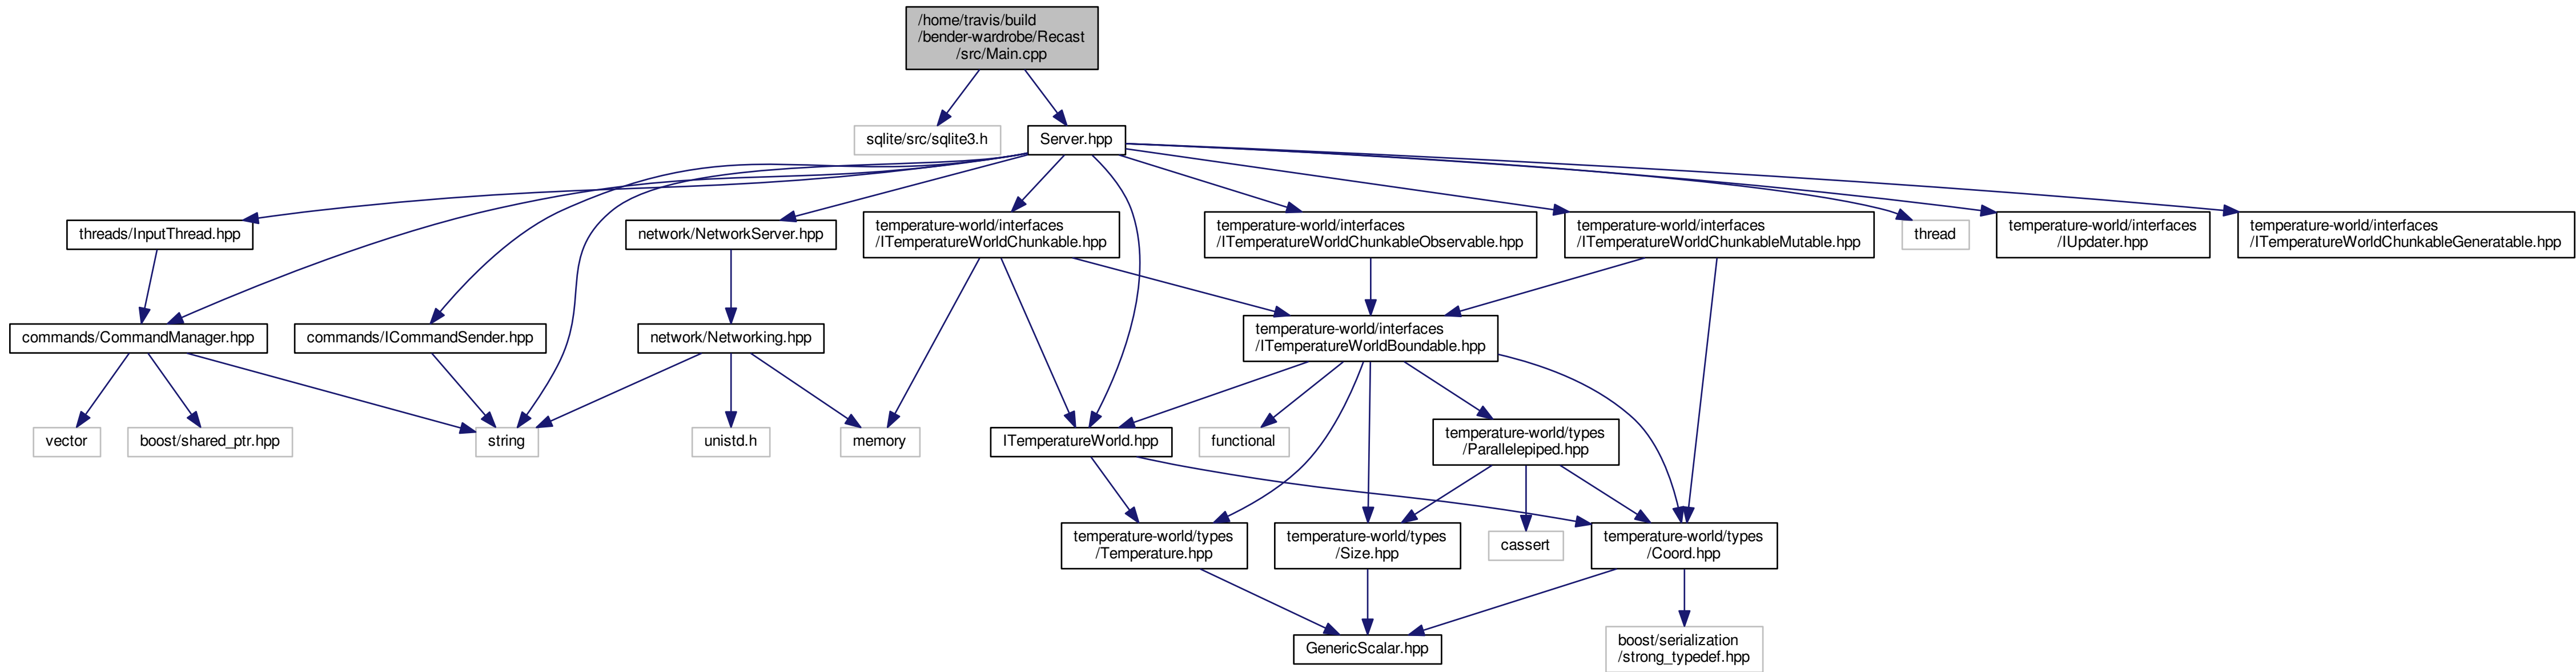 /home/travis/build
/bender-wardrobe/Recast
/src/Main.cpp
sqlite/src/sqlite3.h
Server.hpp
threads/InputThread.hpp
network/NetworkServer.hpp
temperature-world/interfaces
/ITemperatureWorldChunkable.hpp
temperature-world/interfaces
/ITemperatureWorldChunkableObservable.hpp
temperature-world/interfaces
/ITemperatureWorldChunkableMutable.hpp
thread
temperature-world/interfaces
/IUpdater.hpp
temperature-world/interfaces
/ITemperatureWorldChunkableGeneratable.hpp
commands/CommandManager.hpp
commands/ICommandSender.hpp
network/Networking.hpp
temperature-world/interfaces
/ITemperatureWorldBoundable.hpp
vector
boost/shared_ptr.hpp
string
unistd.h
memory
ITemperatureWorld.hpp
functional
temperature-world/types
/Parallelepiped.hpp
temperature-world/types
/Temperature.hpp
temperature-world/types
/Size.hpp
cassert
temperature-world/types
/Coord.hpp
GenericScalar.hpp
boost/serialization
/strong_typedef.hpp